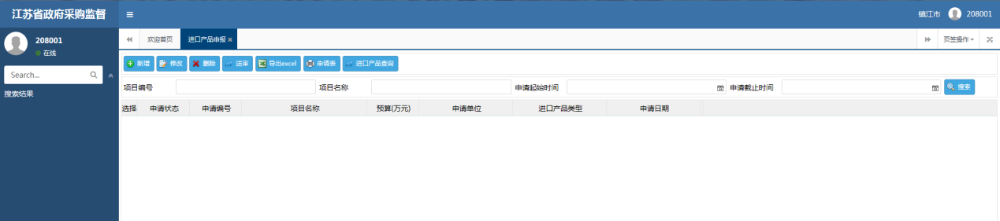 江苏省政府采购监督
镇江市 208001
208001
在线
Search...
搜索结果
欢迎首页 进口产品申报 页签操作
新增 修改 删除 送审 导出excel 申请表 进口产品查询
项目编号 项目名称 申请起始时间 申请截止时间 搜索
选择 申请状态 申请编号 项目名称 预算(万元) 申请单位 进口产品类型 申请日期